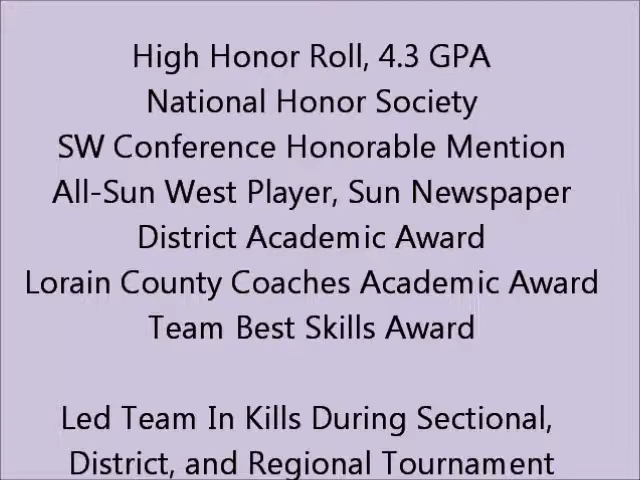 High Honor Roll, 4.3 GPA
National Honor Society
SW Conference Honorable Mention
All-Sun West Player, Sun Newspaper
District Academic Award
Lorain County Coaches Academic Award
Team Best Skills Award
Led Team In Kills During Sectional,
District, and Regional Tournament